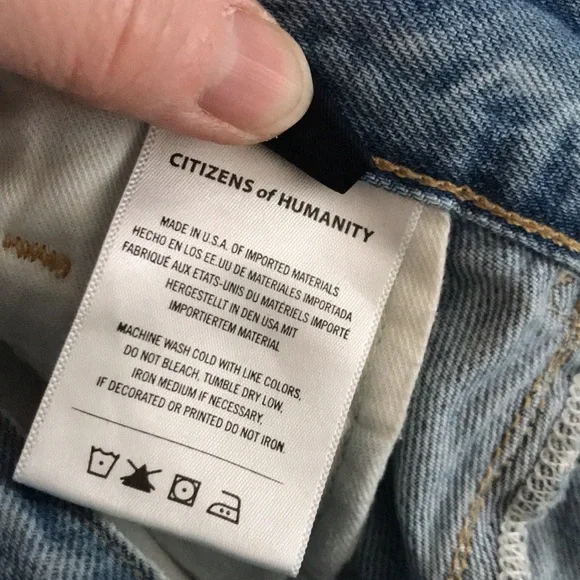 CITIZENS of HUMANITY
MADE IN U.S.A. OF IMPORTED MATERIALS
HECHO EN LOS EE.UU DE MATERIALES IMPORTADA
FABRIQUÉ AUX ETATS-UNIS DU MATÉRIELS IMPORTÉ
HERGESTELLT IN DEN USA MIT
IMPORTIERTEM MATERIAL
MACHINE WASH COLD WITH LIKE COLORS,
DO NOT BLEACH, TUMBLE DRY LOW,
IRON MEDIUM IF NECESSARY,
IF DECORATED OR PRINTED DO NOT IRON.